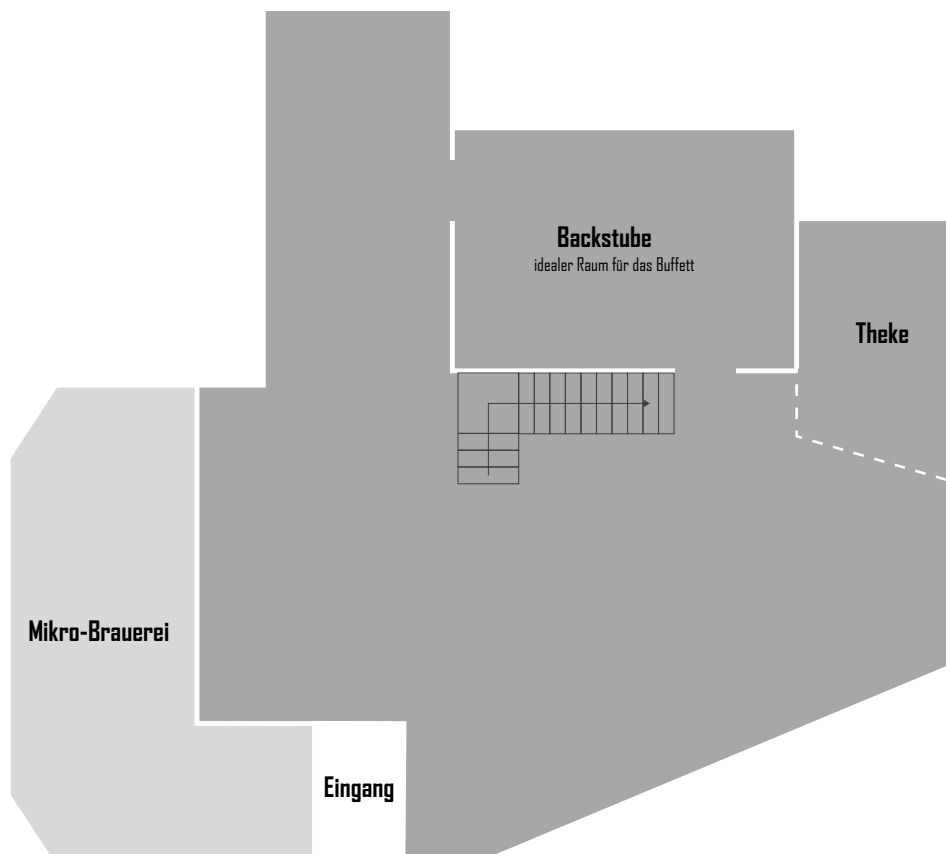 Backstube
idealer Raum für das Buffett
Theke
Mikro-Brauerei
Eingang